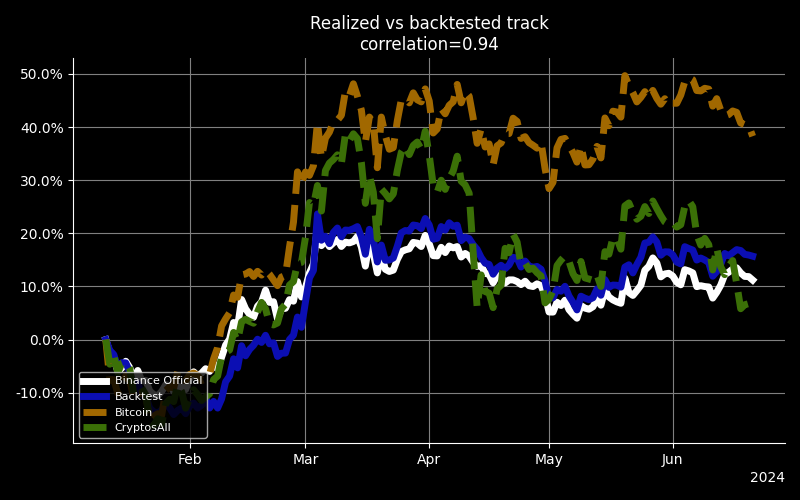 Realized vs backtested track
correlation=0.94
50.0%
40.0%
30.0%
20.0%
10.0%
0.0%
-10.0%
Binance Official
Backtest
Bitcoin
CryptosAll
Feb
Mar
Apr
May
Jun
2024